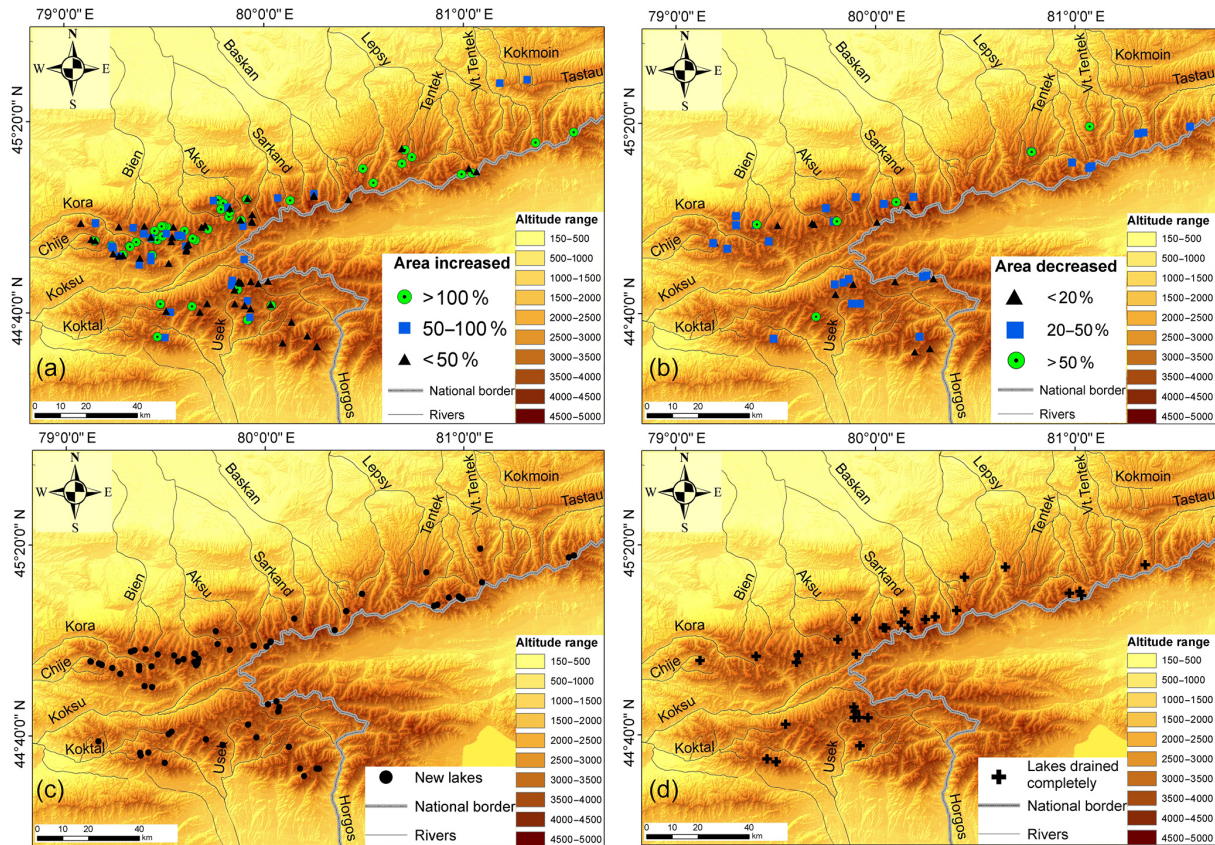 79°00'0" E 80°00'0" E 81°00'0" E
79°00'0" E 80°00'0" E 81°00'0" E
45°20'0" N
44°40'0" N
N
W E
S
Baskan
Lepsy
Tentek
Vt.Tentek
Kokmoin
Tastau
Bien
Aksu
Sarkand
Kora
Chije
Koksu
Koktal
Usek
Horgos
(a)
Area increased
>100 %
50–100 %
<50 %
National border
Rivers
Altitude range
150–500
500–1000
1000–1500
1500–2000
2000–2500
2500–3000
3000–3500
3500–4000
4000–4500
4500–5000
0 10 20 40
km
45°20'0" N
44°40'0" N
N
W E
S
Baskan
Lepsy
Tentek
Vt.Tentek
Kokmoin
Tastau
Bien
Aksu
Sarkand
Kora
Chije
Koksu
Koktal
Usek
Horgos
(b)
Area decreased
<20 %
20–50 %
>50 %
National border
Rivers
Altitude range
150–500
500–1000
1000–1500
1500–2000
2000–2500
2500–3000
3000–3500
3500–4000
4000–4500
4500–5000
0 10 20 40
km
79°00'0" E 80°00'0" E 81°00'0" E
79°00'0" E 80°00'0" E 81°00'0" E
45°20'0" N
44°40'0" N
N
W E
S
Baskan
Lepsy
Tentek
Vt.Tentek
Kokmoin
Tastau
Bien
Aksu
Sarkand
Kora
Chije
Koksu
Koktal
Usek
Horgos
(c)
New lakes
National border
Rivers
Altitude range
150–500
500–1000
1000–1500
1500–2000
2000–2500
2500–3000
3000–3500
3500–4000
4000–4500
4500–5000
0 10 20 40
km
45°20'0" N
44°40'0" N
N
W E
S
Baskan
Lepsy
Tentek
Vt.Tentek
Kokmoin
Tastau
Bien
Aksu
Sarkand
Kora
Chije
Koksu
Koktal
Usek
Horgos
(d)
Lakes drained
completely
National border
Rivers
Altitude range
150–500
500–1000
1000–1500
1500–2000
2000–2500
2500–3000
3000–3500
3500–4000
4000–4500
4500–5000
0 10 20 40
km